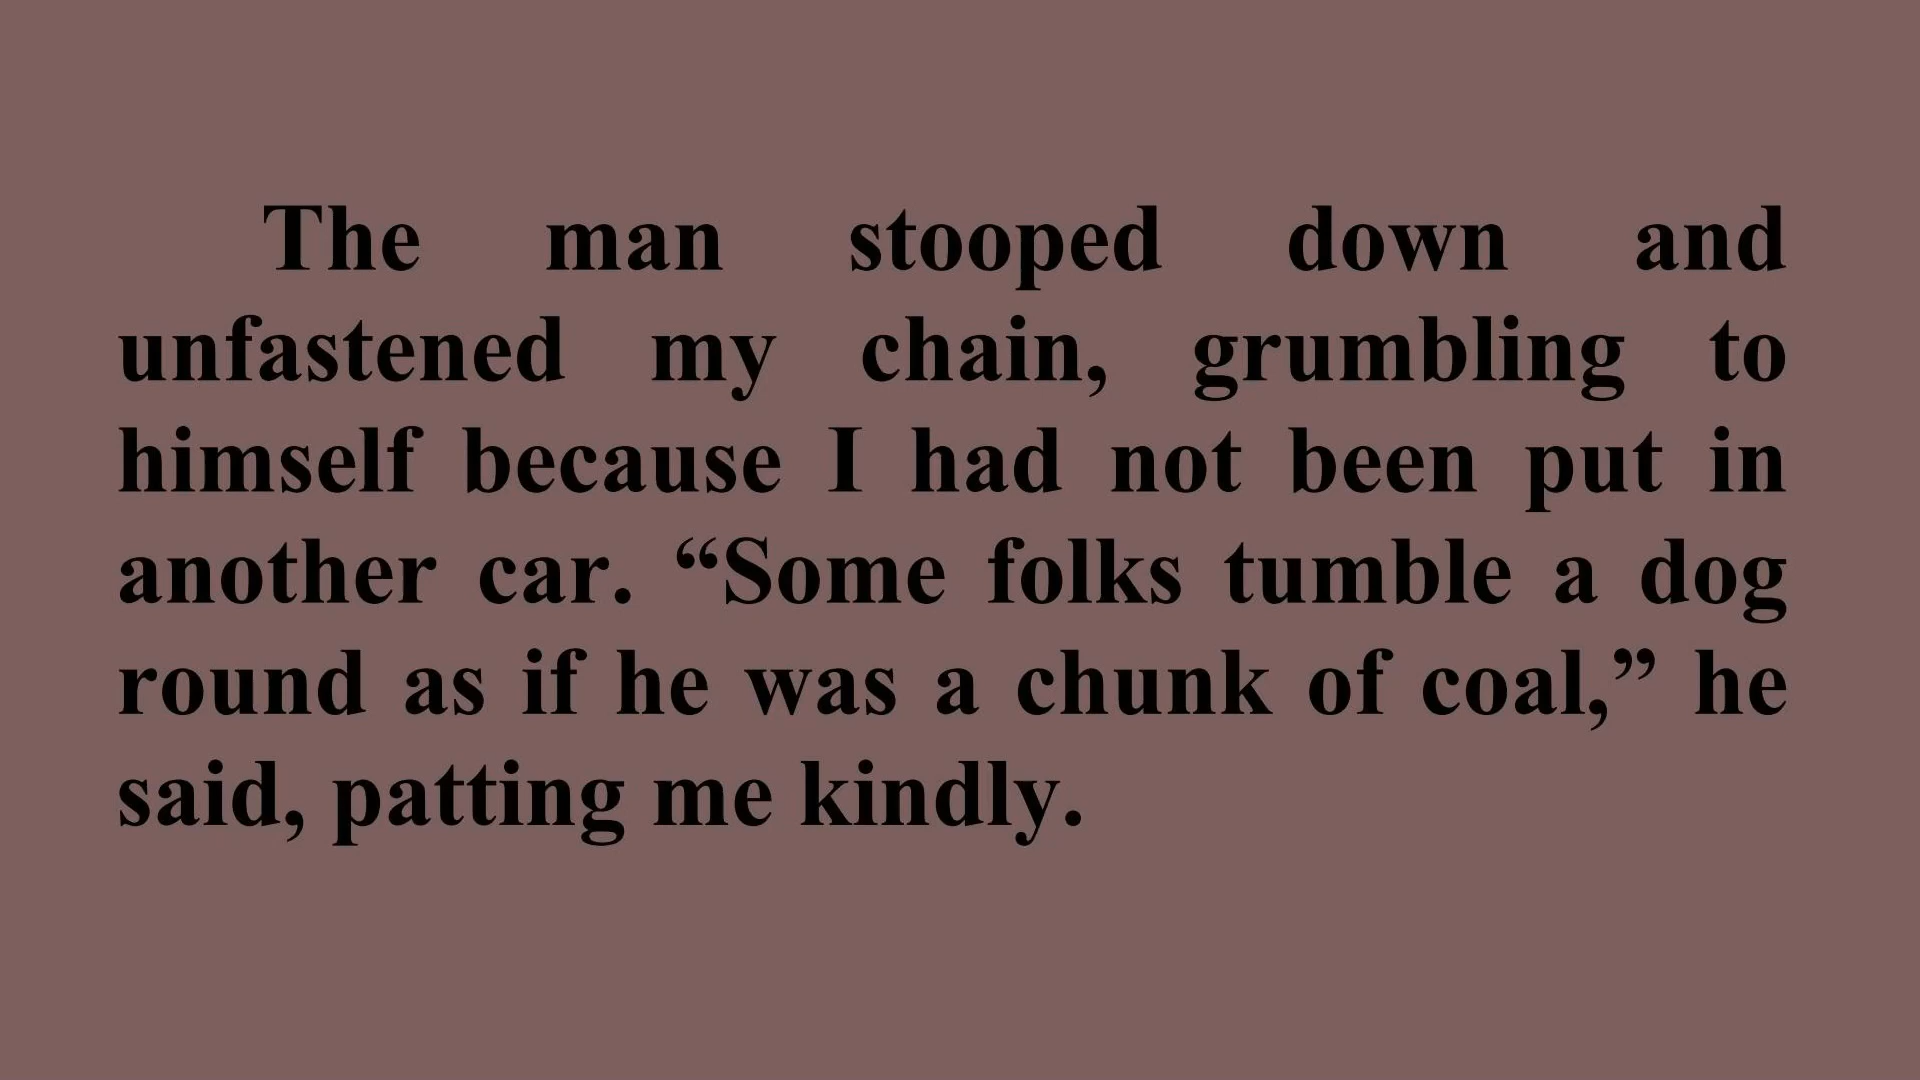 The man stooped down and
unfastened my chain, grumbling to
himself because I had not been put in
another car. “Some folks tumble a dog
round as if he was a chunk of coal,” he
said, patting me kindly.